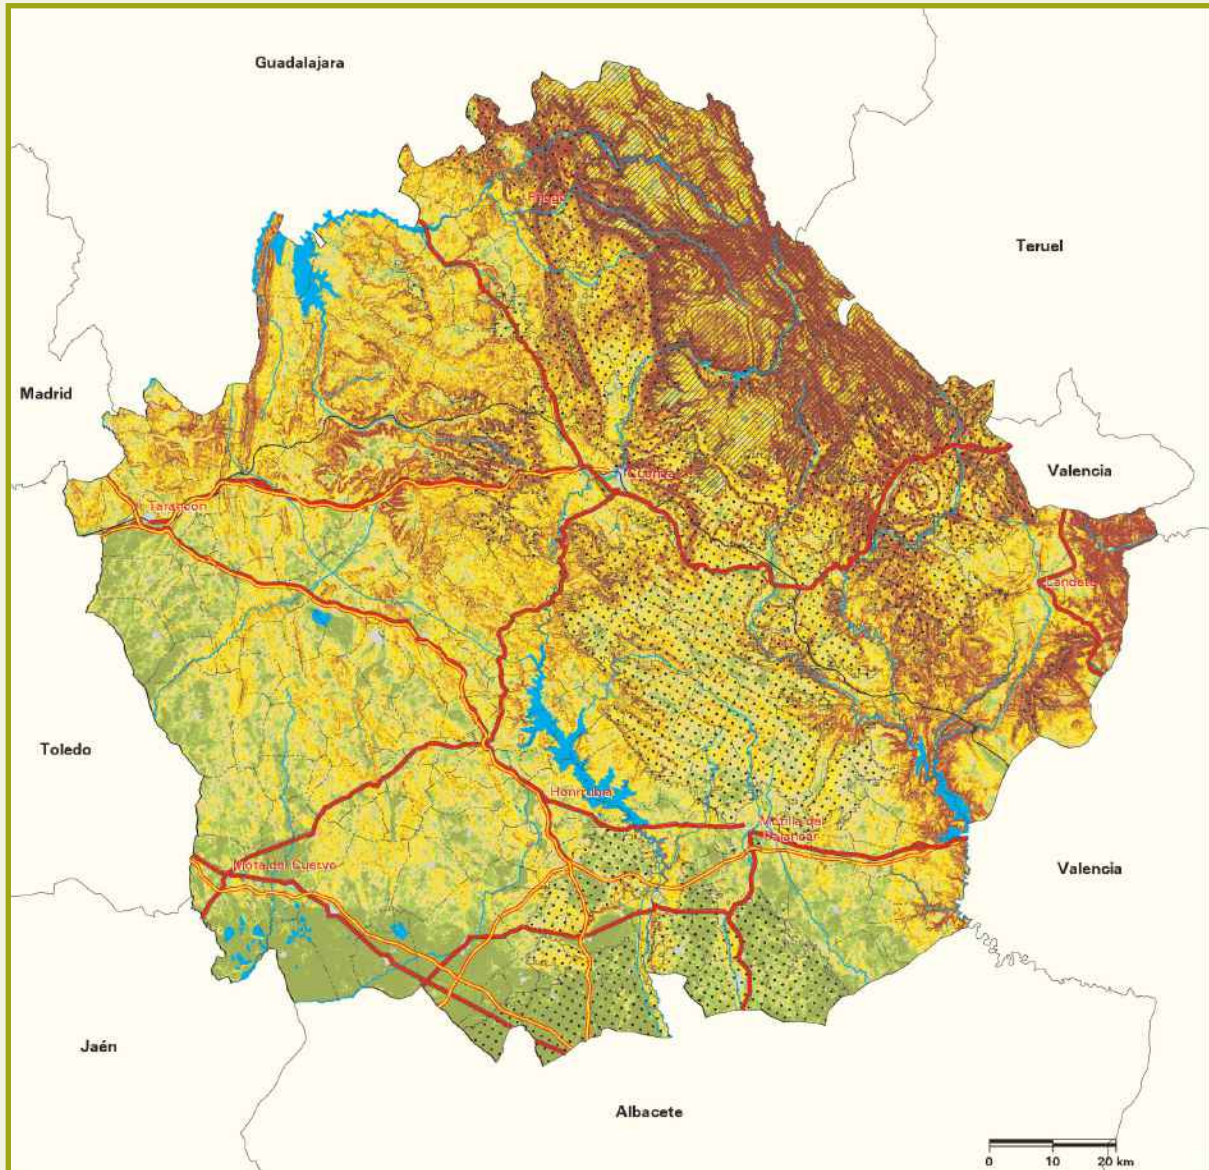 Guadalajara
Priego
Teruel
Madrid
Valencia
Cuenca
Tarancón
Landete
Toledo
Honrubia
Motilla del
Palancar
Mota del Cuervo
Valencia
Jaén
Albacete
0 10 20 km